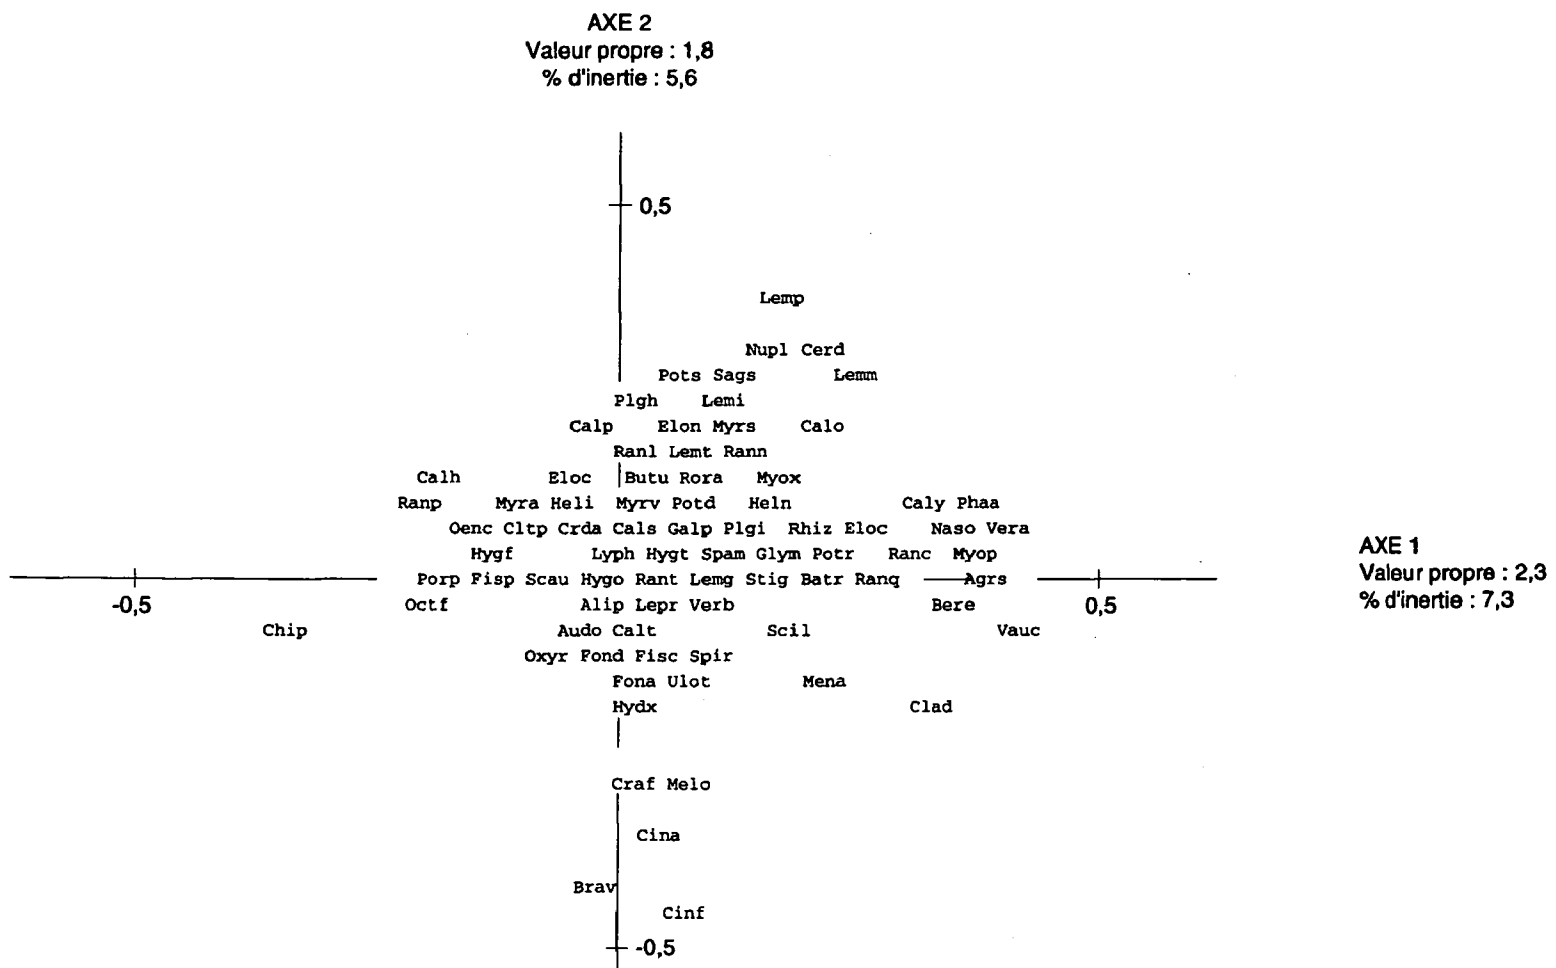 AXE 2
Valeur propre : 1,8
% d'inertie : 5,6
0,5
Lemp
Nupl Cerd
Pots Sags Lemm
Plgh Lemi
Calp Elon Myrs Calo
Ranl Lemt Rann
Calh Eloc Butu Rora Myox
Ranp Myra Heli Myrv Potd Heln Caly Phaa
Oenc Cltp Crda Cals Galp Plgi Rhiz Eloc Naso Vera
Hygf Lyph Hygt Spam Glym Potr Ranc Myop
AXE 1
Valeur propre : 2,3
% d'inertie : 7,3
Porp Fisp Scau Hygo Rant Lemg Stig Batr Ranq Agrs
-0,5 Octf Alip Lepr Verb Bere 0,5
Chip Audo Calt Scil Vauc
Oxyr Fond Fisc Spir
Fona Ulot Mena
Hydx Clad
Craf Melo
Cina
Brav
Cinf
-0,5